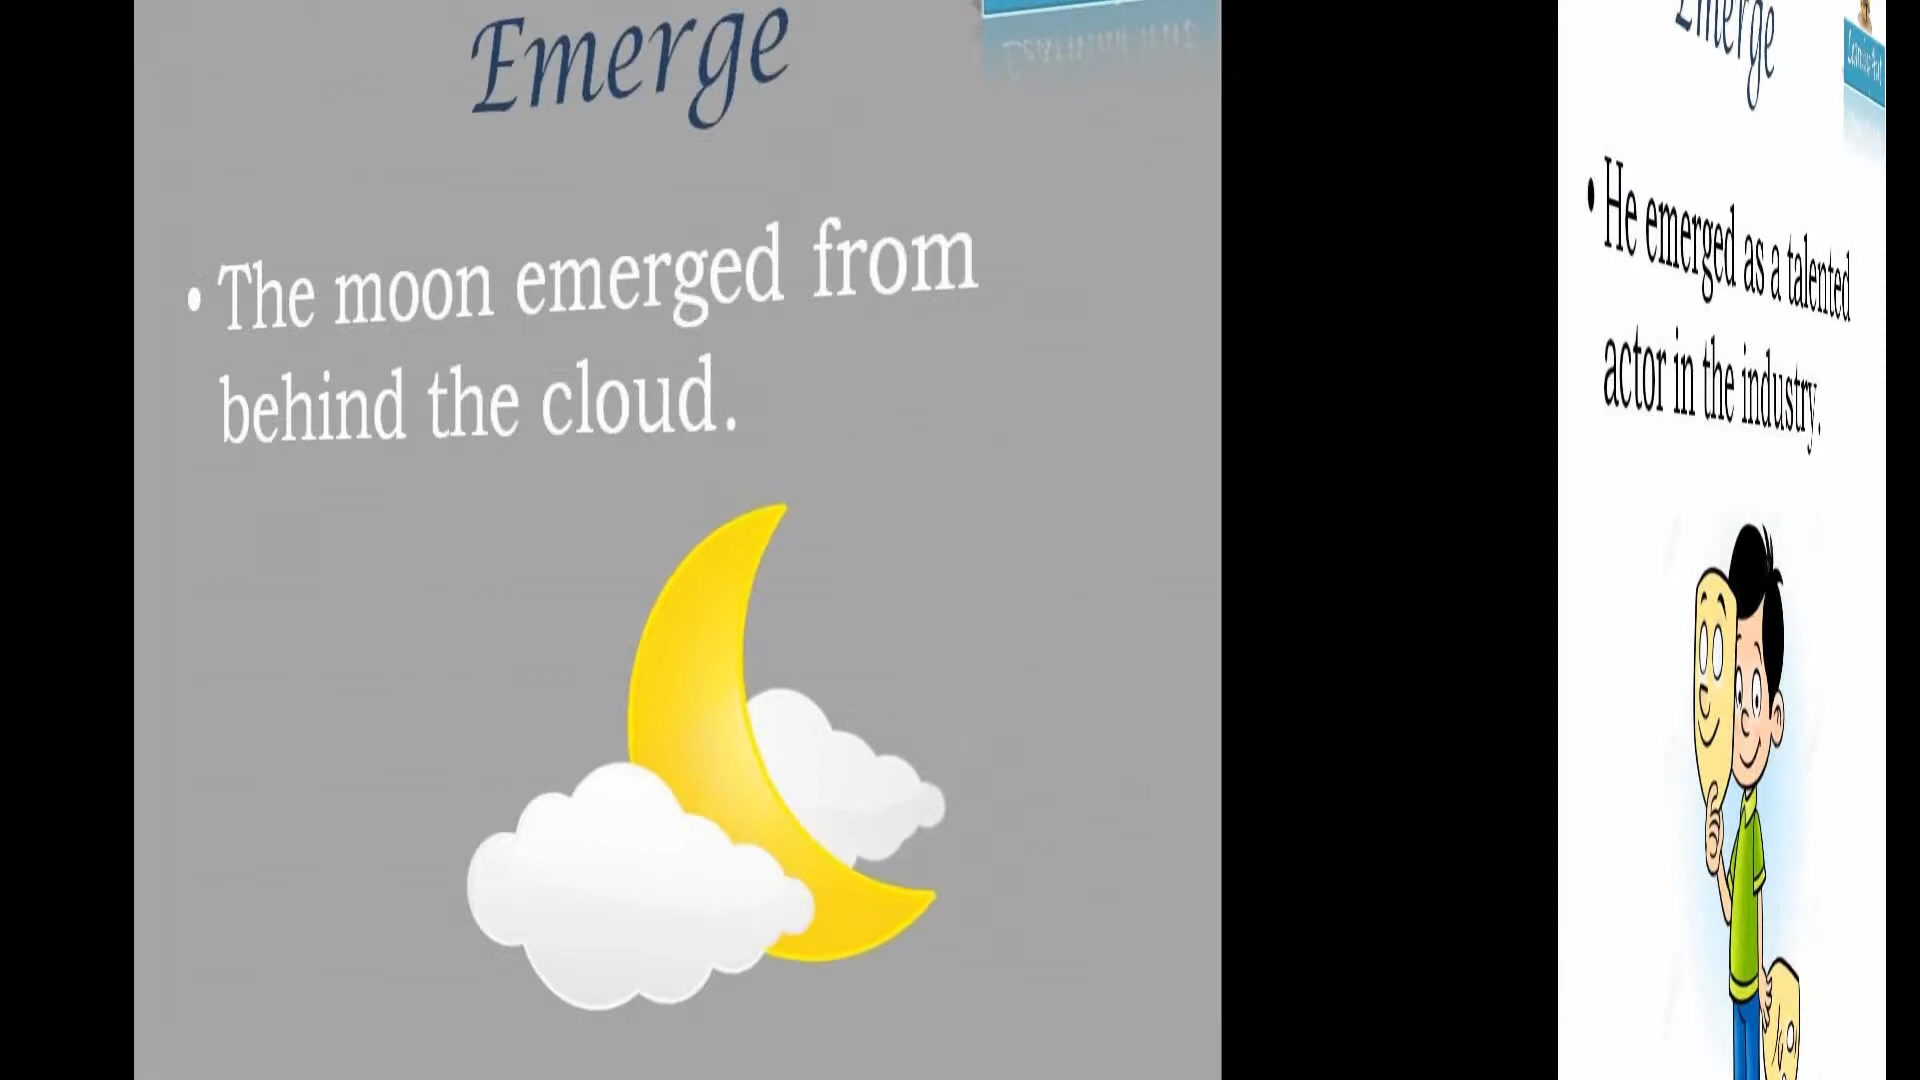 Emerge
• The moon emerged from
behind the cloud.
Emerge
• He emerged as a talented
actor in the industry.